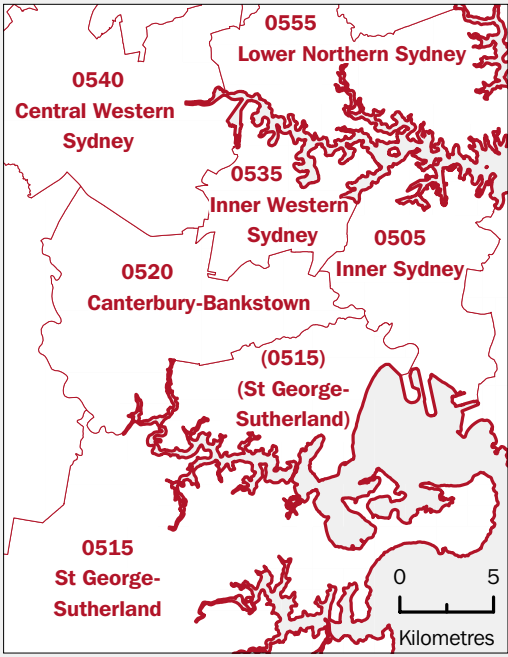 0555
Lower Northern Sydney
0540
Central Western
Sydney
0535
Inner Western
Sydney
0505
Inner Sydney
0520
Canterbury-Bankstown
(0515)
(St George-
Sutherland)
0515
St George-
Sutherland
0 5
Kilometres